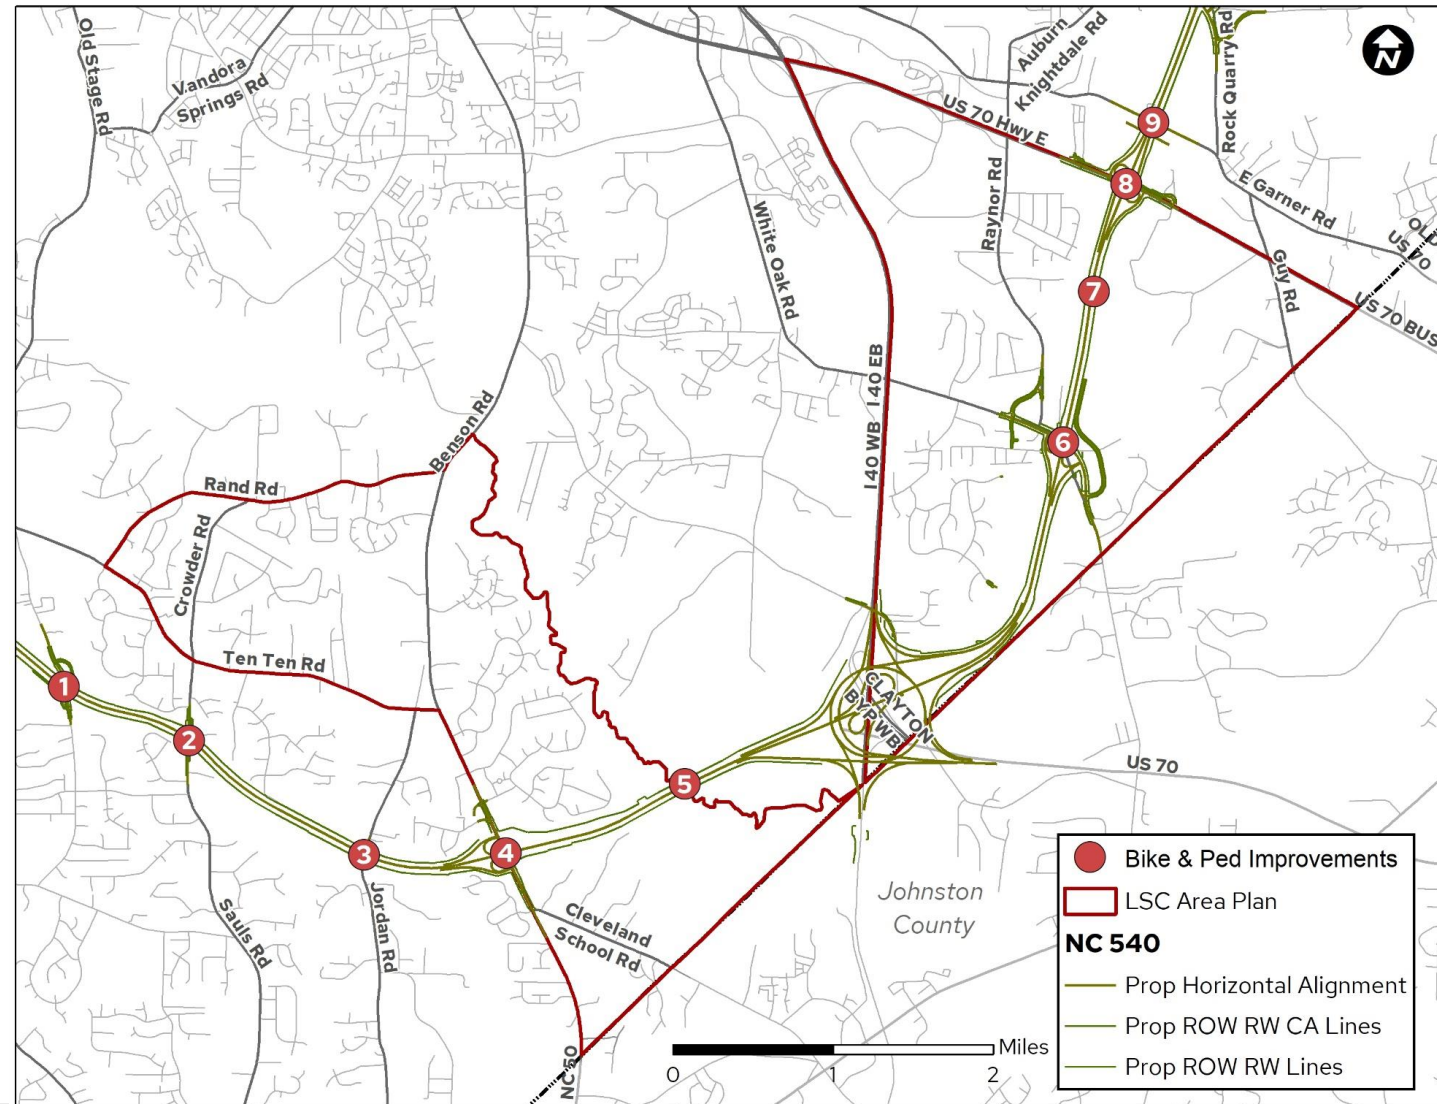 Old Stage Rd
Vandora
Springs Rd
Auburn
Knightdale Rd
Rock Quarry Rd
N
US 70 Hwy E
9
8
Raynor Rd
E Garner Rd
White Oak Rd
OLD
US 70
Guy Rd
7
US 70 BUS
I 40 WB I 40 EB
Benson Rd
6
Rand Rd
Crowder Rd
Ten Ten Rd
1
2
CLAYTON
BYPWB
US 70
5
3
4
Johnston
County
Jordan Rd
Sauls Rd
Cleveland
School Rd
NC 50
Miles
0 1 2
Bike & Ped Improvements
LSC Area Plan
NC 540
Prop Horizontal Alignment
Prop ROW RW CA Lines
Prop ROW RW Lines